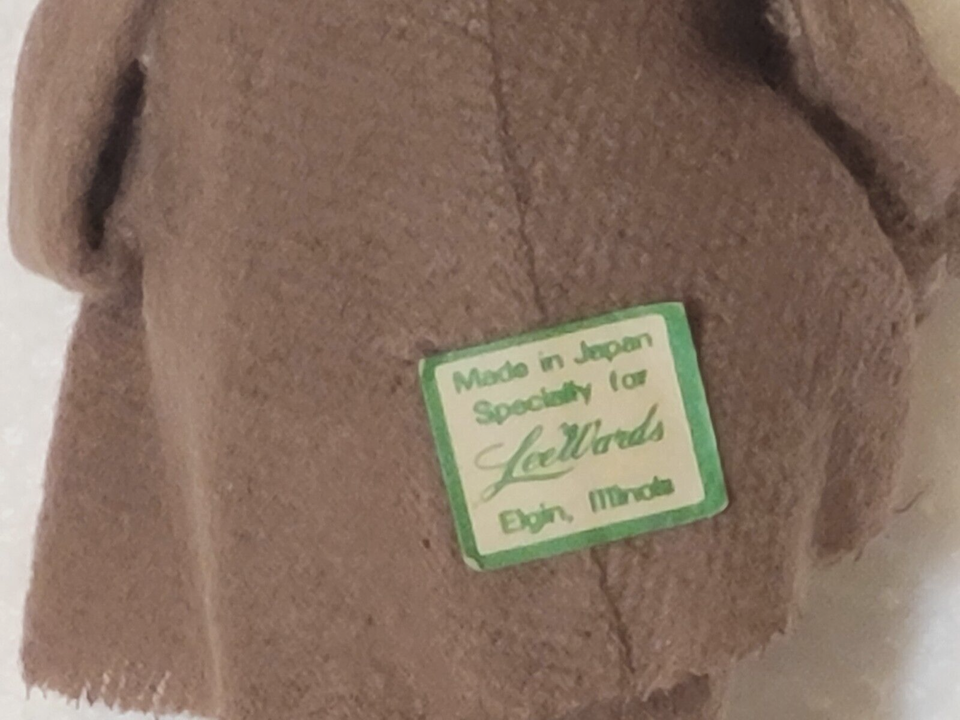 Made in Japan
Specially for
LeeWards
Elgin, Illinois